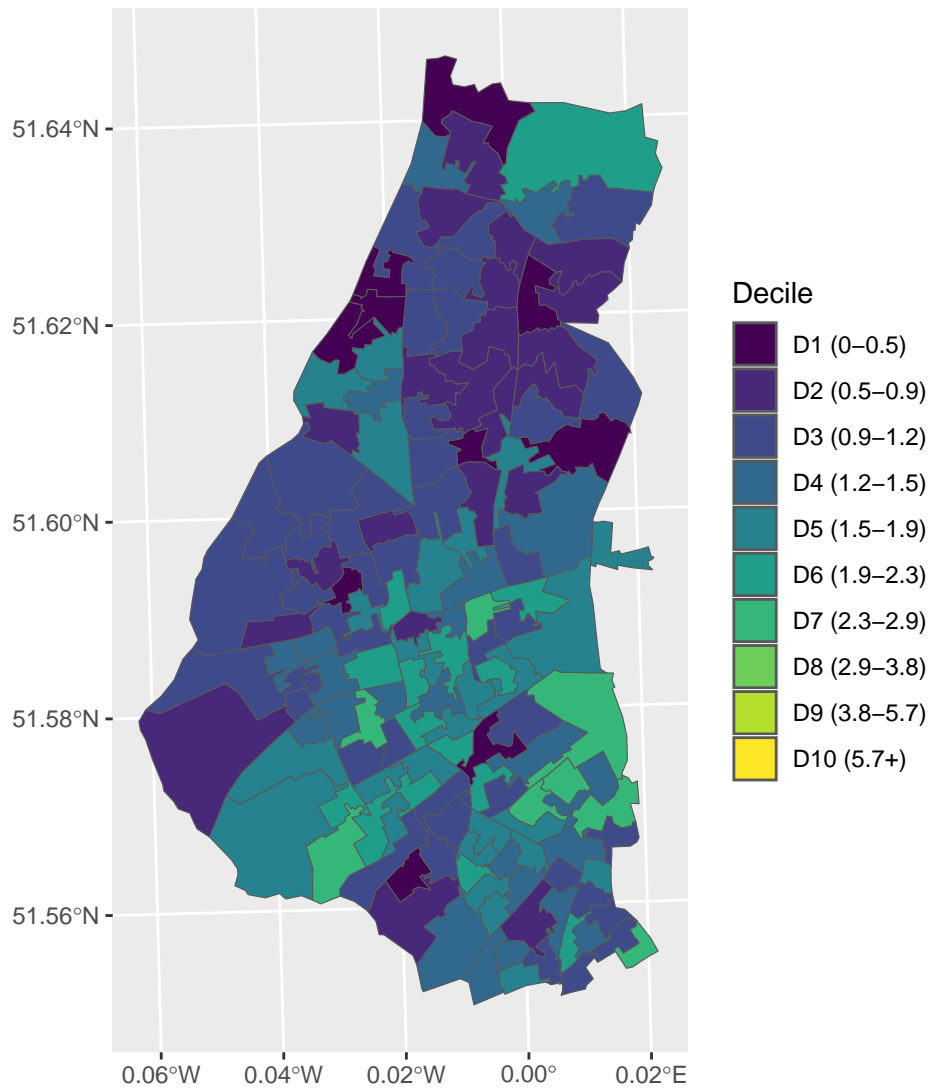 51.64°N
51.62°N
51.60°N
51.58°N
51.56°N
0.06°W
0.04°W
0.02°W
0.00°
0.02°E
Decile
D1 (0−0.5)
D2 (0.5−0.9)
D3 (0.9−1.2)
D4 (1.2−1.5)
D5 (1.5−1.9)
D6 (1.9−2.3)
D7 (2.3−2.9)
D8 (2.9−3.8)
D9 (3.8−5.7)
D10 (5.7+)